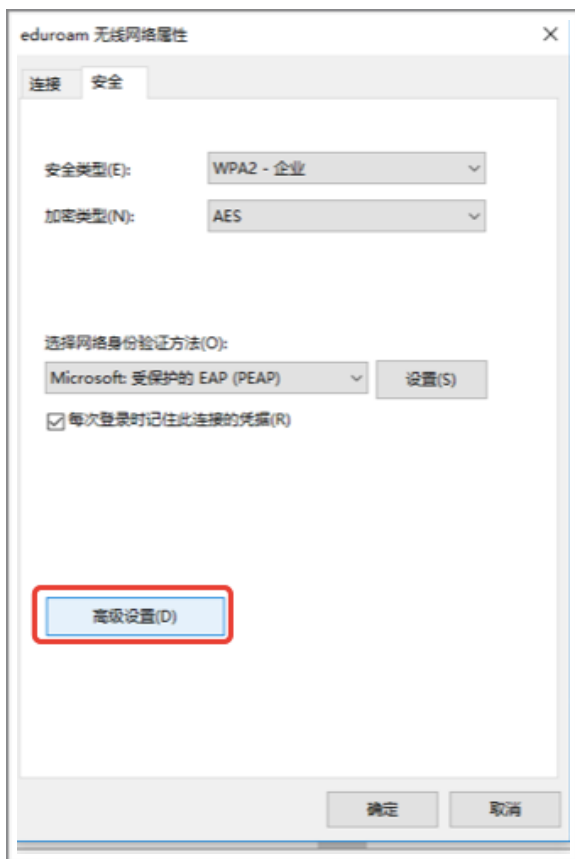 eduroam 无线网络属性
连接 安全
安全类型(E): WPA2 - 企业
加密类型(N): AES
选择网络身份验证方法(O):
Microsoft: 受保护的 EAP (PEAP) 设置(S)
每次登录时记住此连接的凭据(R)
高级设置(D)
确定 取消